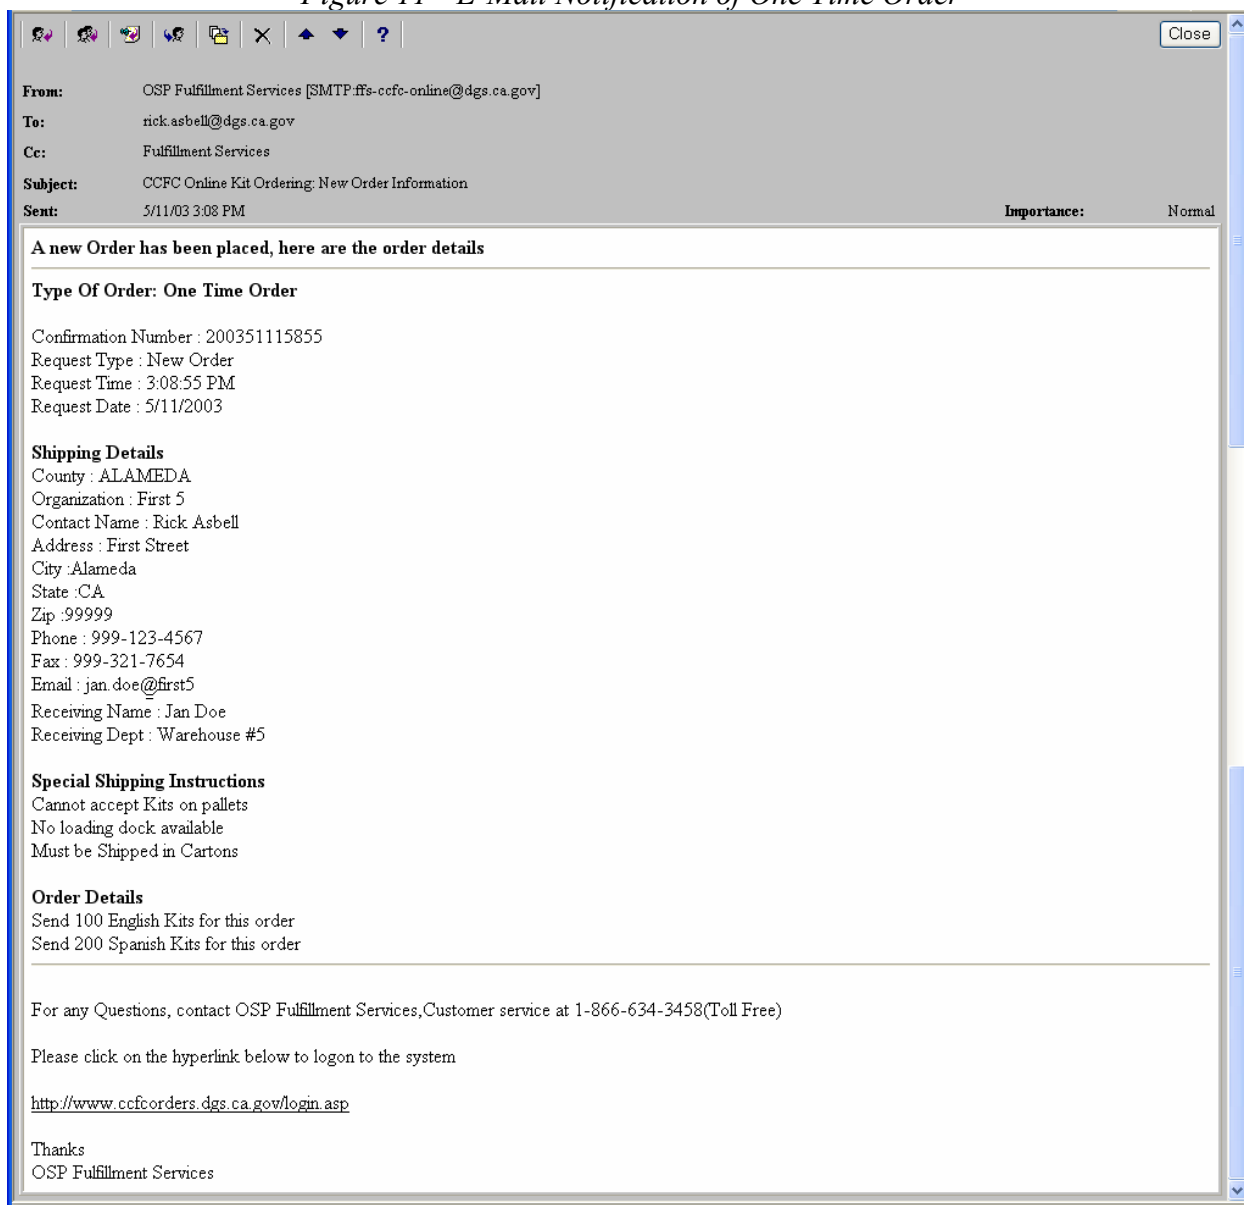 Figure 11 – E-Mail Notification of One Time Order
Close
From: OSP Fulfillment Services [SMTP:ffs-ccfc-online@dgs.ca.gov]
To: rick.asbell@dgs.ca.gov
Cc: Fulfillment Services
Subject: CCFC Online Kit Ordering: New Order Information
Sent: 5/11/03 3:08 PM Importance: Normal
A new Order has been placed, here are the order details
Type Of Order: One Time Order
Confirmation Number : 200351115855
Request Type : New Order
Request Time : 3:08:55 PM
Request Date : 5/11/2003
Shipping Details
County : ALAMEDA
Organization : First 5
Contact Name : Rick Asbell
Address : First Street
City :Alameda
State :CA
Zip :99999
Phone : 999-123-4567
Fax : 999-321-7654
Email : jan.doe@first5
Receiving Name : Jan Doe
Receiving Dept : Warehouse #5
Special Shipping Instructions
Cannot accept Kits on pallets
No loading dock available
Must be Shipped in Cartons
Order Details
Send 100 English Kits for this order
Send 200 Spanish Kits for this order
For any Questions, contact OSP Fulfillment Services,Customer service at 1-866-634-3458(Toll Free)
Please click on the hyperlink below to logon to the system
http://www.ccfcorders.dgs.ca.gov/login.asp
Thanks
OSP Fulfillment Services